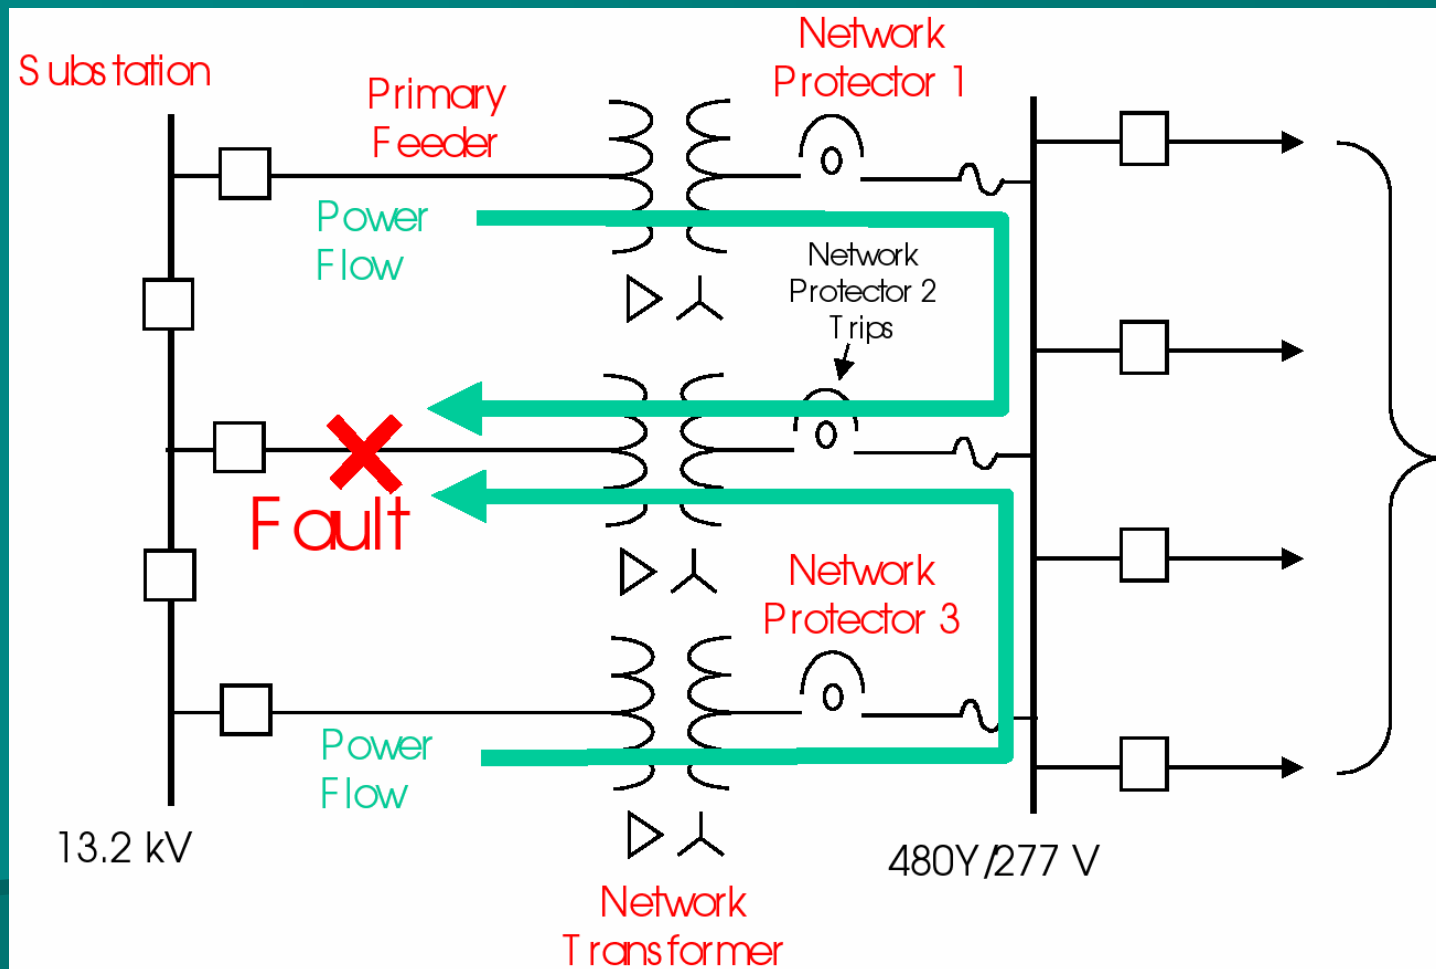 Substation
Primary
Feeder
Network
Protector 1
Power
Flow
Network
Protector 2
Trips
Fault
Network
Protector 3
Power
Flow
13.2 kV
480Y/277 V
Network
Transformer